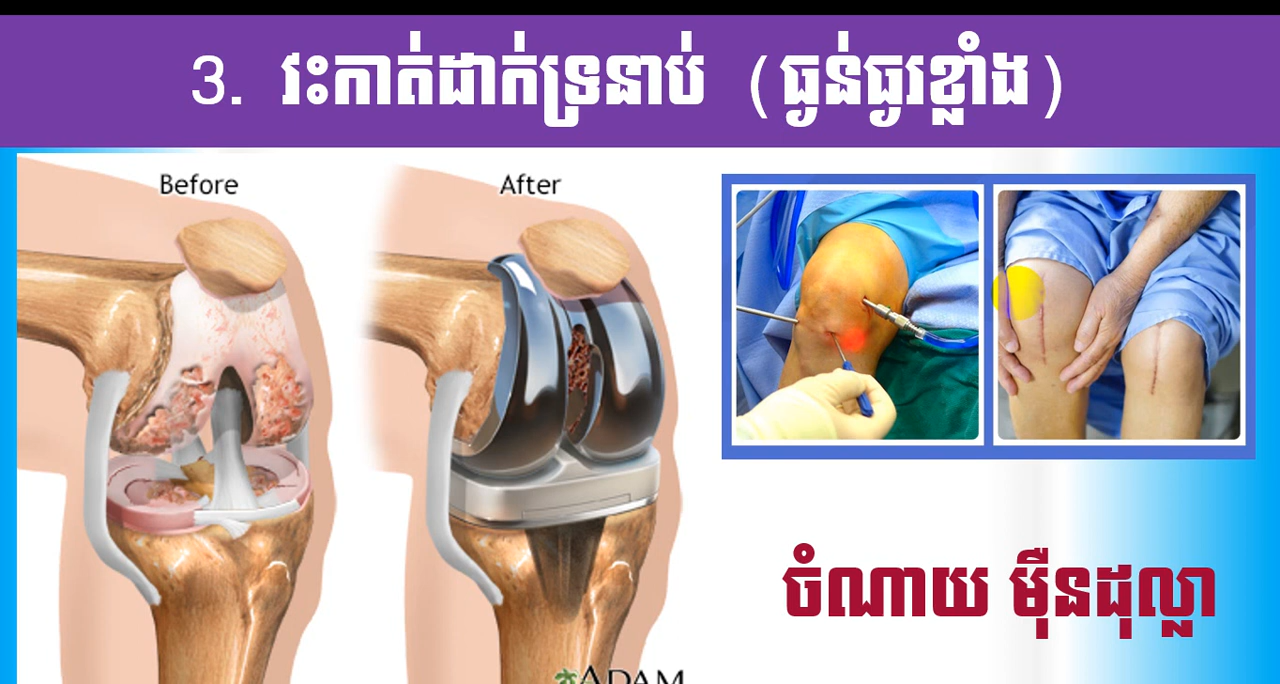 3. វះកាត់ដាក់ទ្រនាប់ (ធ្ងន់ធ្ងរខ្លាំង)
Before
After
ចំណាយ ម៉ឺនដុល្លា
ADAM